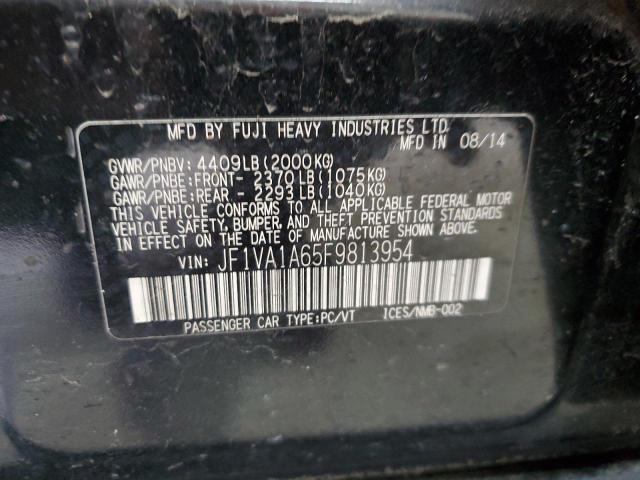 MFD BY FUJI HEAVY INDUSTRIES LTD.
MFD IN 08/14
GVWR/PNBV: 4409LB(2000KG)
GAWR/PNBE:FRONT- 2370LB(1075KG)
GAWR/PNBE:REAR - 2293LB(1040KG)
THIS VEHICLE CONFORMS TO ALL APPLICABLE FEDERAL MOTOR
VEHICLE SAFETY, BUMPER, AND THEFT PREVENTION STANDARDS
IN EFFECT ON THE DATE OF MANUFACTURE SHOWN ABOVE.
VIN: JF1VA1A65F9813954
PASSENGER CAR TYPE:PC/VT ICES/NMB-002